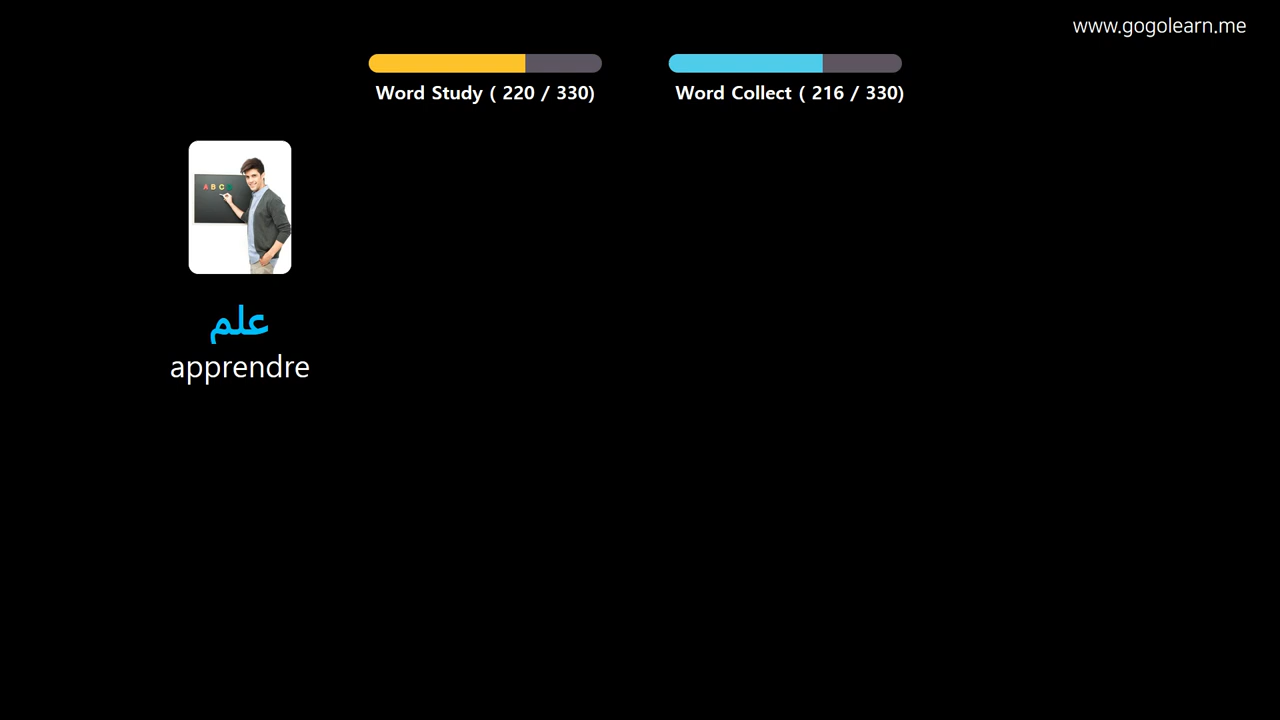 www.gogolearn.me
Word Study ( 220 / 330)
Word Collect ( 216 / 330)
A B C
علم
apprendre